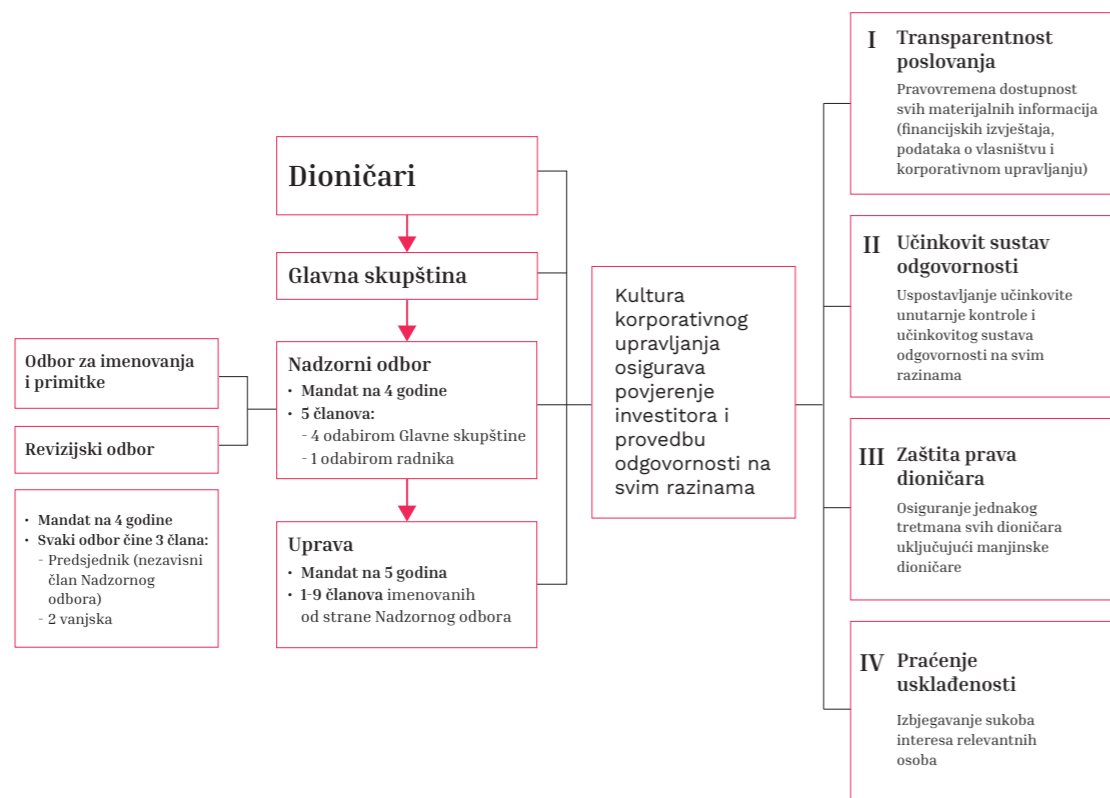 Dioničari
Glavna skupština
Nadzorni odbor
• Mandat na 4 godine
• 5 članova:
- 4 odabirom Glavne skupštine
- 1 odabirom radnika
Uprava
• Mandat na 5 godina
• 1-9 članova imenovanih
od strane Nadzornog odbora
Odbor za imenovanja
i primitke
Revizijski odbor
• Mandat na 4 godine
• Svaki odbor čine 3 člana:
- Predsjednik (nezavisni
član Nadzornog
odbora)
- 2 vanjska
Kultura
korporativnog
upravljanja
osigurava
povjerenje
investitora i
provedbu
odgovornosti na
svim razinama
I Transparentnost
poslovanja
Pravovremena dostupnost
svih materijalnih informacija
(financijskih izvještaja,
podataka o vlasništvu i
korporativnom upravljanju)
II Učinkovit sustav
odgovornosti
Uspostavljanje učinkovite
unutarnje kontrole i
učinkovitog sustava
odgovornosti na svim
razinama
III Zaštita prava
dioničara
Osiguranje jednakog
tretmana svih dioničara
uključujući manjinske
dioničare
IV Praćenje
usklađenosti
Izbjegavanje sukoba
interesa relevantnih
osoba